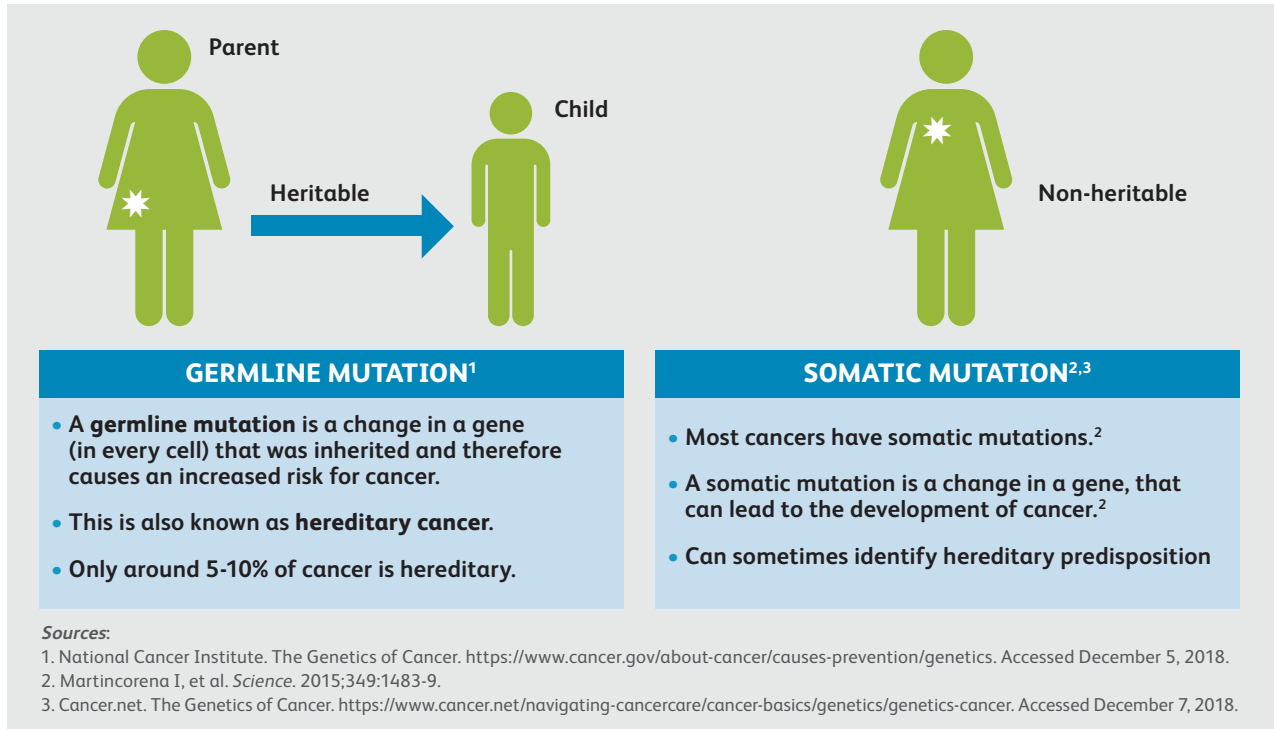 Parent
Child
Heritable
Non-heritable
GERMLINE MUTATION¹
• A germline mutation is a change in a gene
(in every cell) that was inherited and therefore
causes an increased risk for cancer.
• This is also known as hereditary cancer.
• Only around 5-10% of cancer is hereditary.
SOMATIC MUTATION²,³
• Most cancers have somatic mutations.²
• A somatic mutation is a change in a gene, that
can lead to the development of cancer.²
• Can sometimes identify hereditary predisposition
Sources:
1. National Cancer Institute. The Genetics of Cancer. https://www.cancer.gov/about-cancer/causes-prevention/genetics. Accessed December 5, 2018.
2. Martincorena I, et al. Science. 2015;349:1483-9.
3. Cancer.net. The Genetics of Cancer. https://www.cancer.net/navigating-cancercare/cancer-basics/genetics/genetics-cancer. Accessed December 7, 2018.